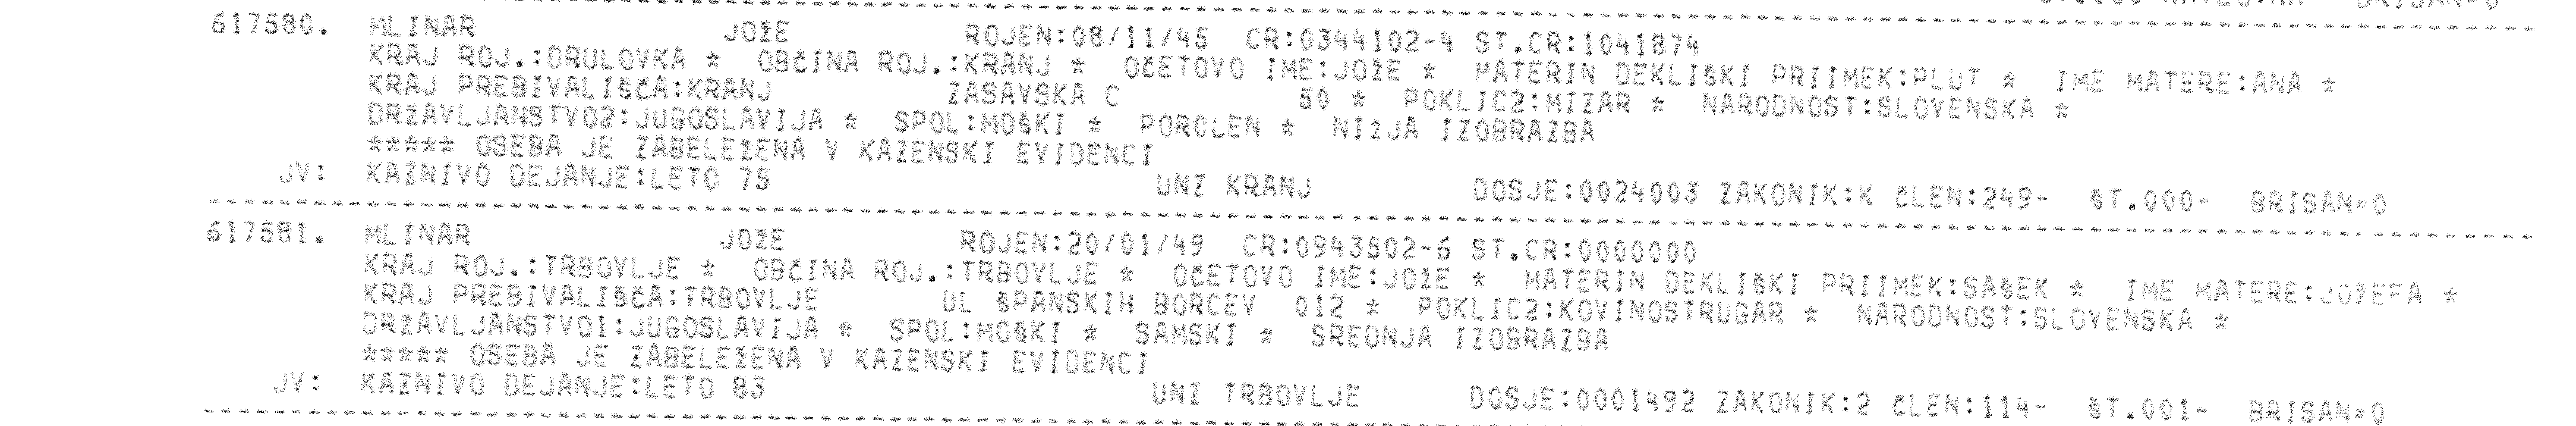 617580. MLINAR JOŽE ROJEN:08/11/45 CR:0344102-4 ST.CR:1041874
KRAJ ROJ.:DRULOVKA * OBČINA ROJ.:KRANJ * OČETOVO IME:JOŽE * MATERIN DEKLIŠKI PRIIMEK:PLUT * IME MATERE:ANA *
KRAJ PREBIVALIŠČA:KRANJ ZASAVSKA C 50 * POKLIC2:MIZAR * NARODNOST:SLOVENSKA *
DRŽAVLJANSTVO2:JUGOSLAVIJA * SPOL:MOŠKI * POROČEN * NIŽJA IZOBRAZBA
***** OSEBA JE ZABELEŽENA V KAZENSKI EVIDENCI
JV: KAZNIVO DEJANJE:LETO 75 UNZ KRANJ DOSJE:0024003 ZAKONIK:K ČLEN:249- ŠT.000- BRISAN=0
617581. MLINAR JOŽE ROJEN:20/01/49 CR:0943502-6 ST.CR:0000000
KRAJ ROJ.:TRBOVLJE * OBČINA ROJ.:TRBOVLJE * OČETOVO IME:JOŽE * MATERIN DEKLIŠKI PRIIMEK:SAŠEK * IME MATERE:JOŽEFA *
KRAJ PREBIVALIŠČA:TRBOVLJE UL ŠPANSKIH BORCEV 012 * POKLIC2:KOVINOSTRUGAR * NARODNOST:SLOVENSKA *
DRŽAVLJANSTVO1:JUGOSLAVIJA * SPOL:MOŠKI * SAMSKI * SREDNJA IZOBRAZBA
***** OSEBA JE ZABELEŽENA V KAZENSKI EVIDENCI
JV: KAZNIVO DEJANJE:LETO 83 UNZ TRBOVLJE DOSJE:0001492 ZAKONIK:2 ČLEN:114- ŠT.001- BRISAN=0